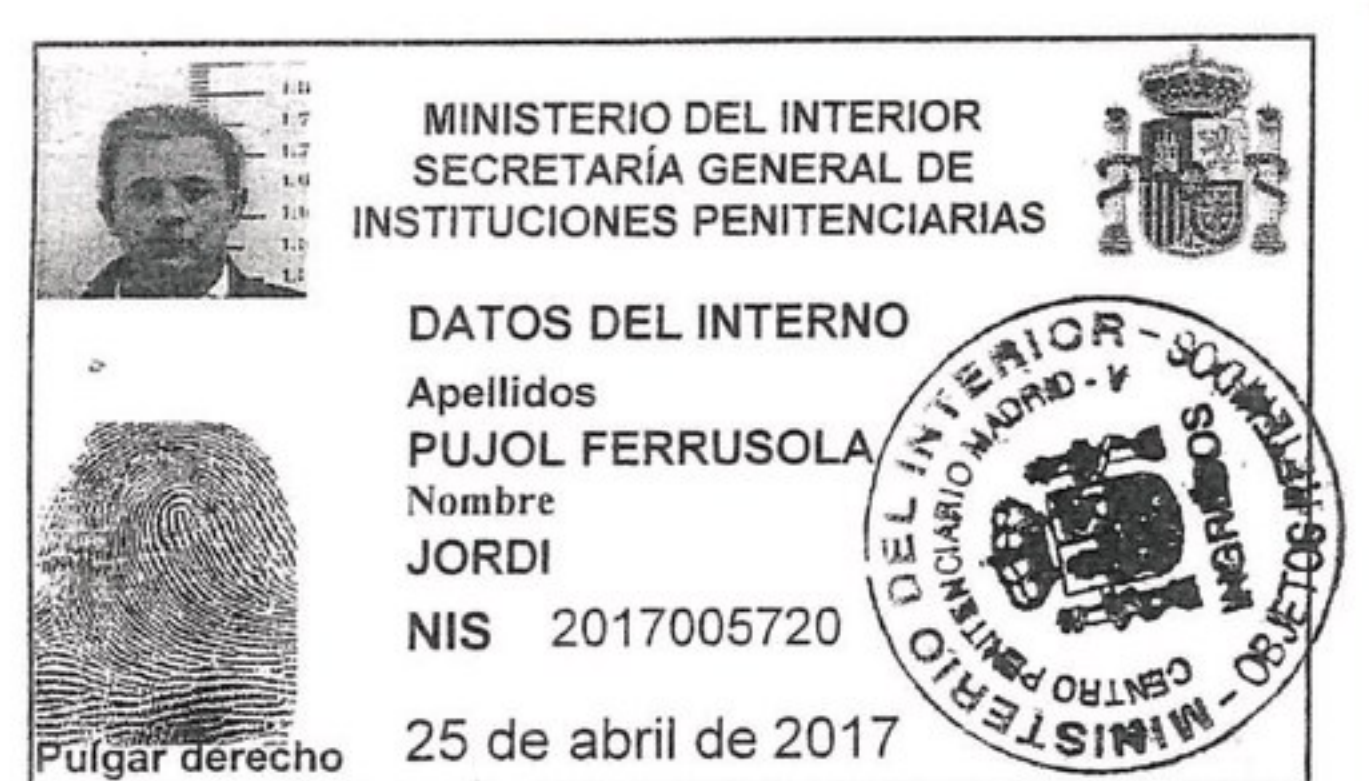 MINISTERIO DEL INTERIOR
SECRETARÍA GENERAL DE
INSTITUCIONES PENITENCIARIAS
DATOS DEL INTERNO
Apellidos
PUJOL FERRUSOLA
Nombre
JORDI
NIS 2017005720
25 de abril de 2017
Pulgar derecho
MINISTERIO DEL INTERIOR -
- OBJETOS
CENTRO PENITENCIARIO MADRID - V
INGRESOS